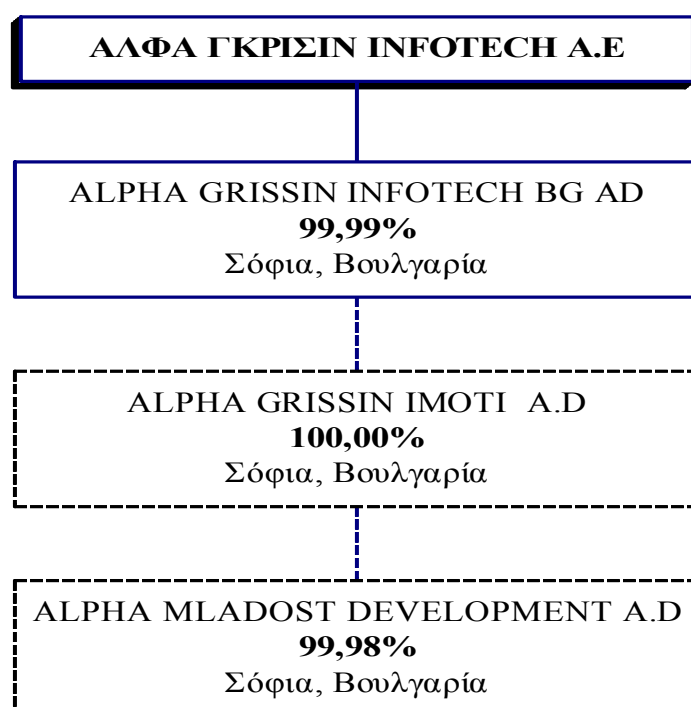 ΑΛΦΑ ΓΚΡΙΣΙΝ INFOTECH Α.Ε
ALPHA GRISSIN INFOTECH BG AD
99,99%
Σόφια, Βουλγαρία
ALPHA GRISSIN IMOTI A.D
100,00%
Σόφια, Βουλγαρία
ALPHA MLADOST DEVELOPMENT A.D
99,98%
Σόφια, Βουλγαρία